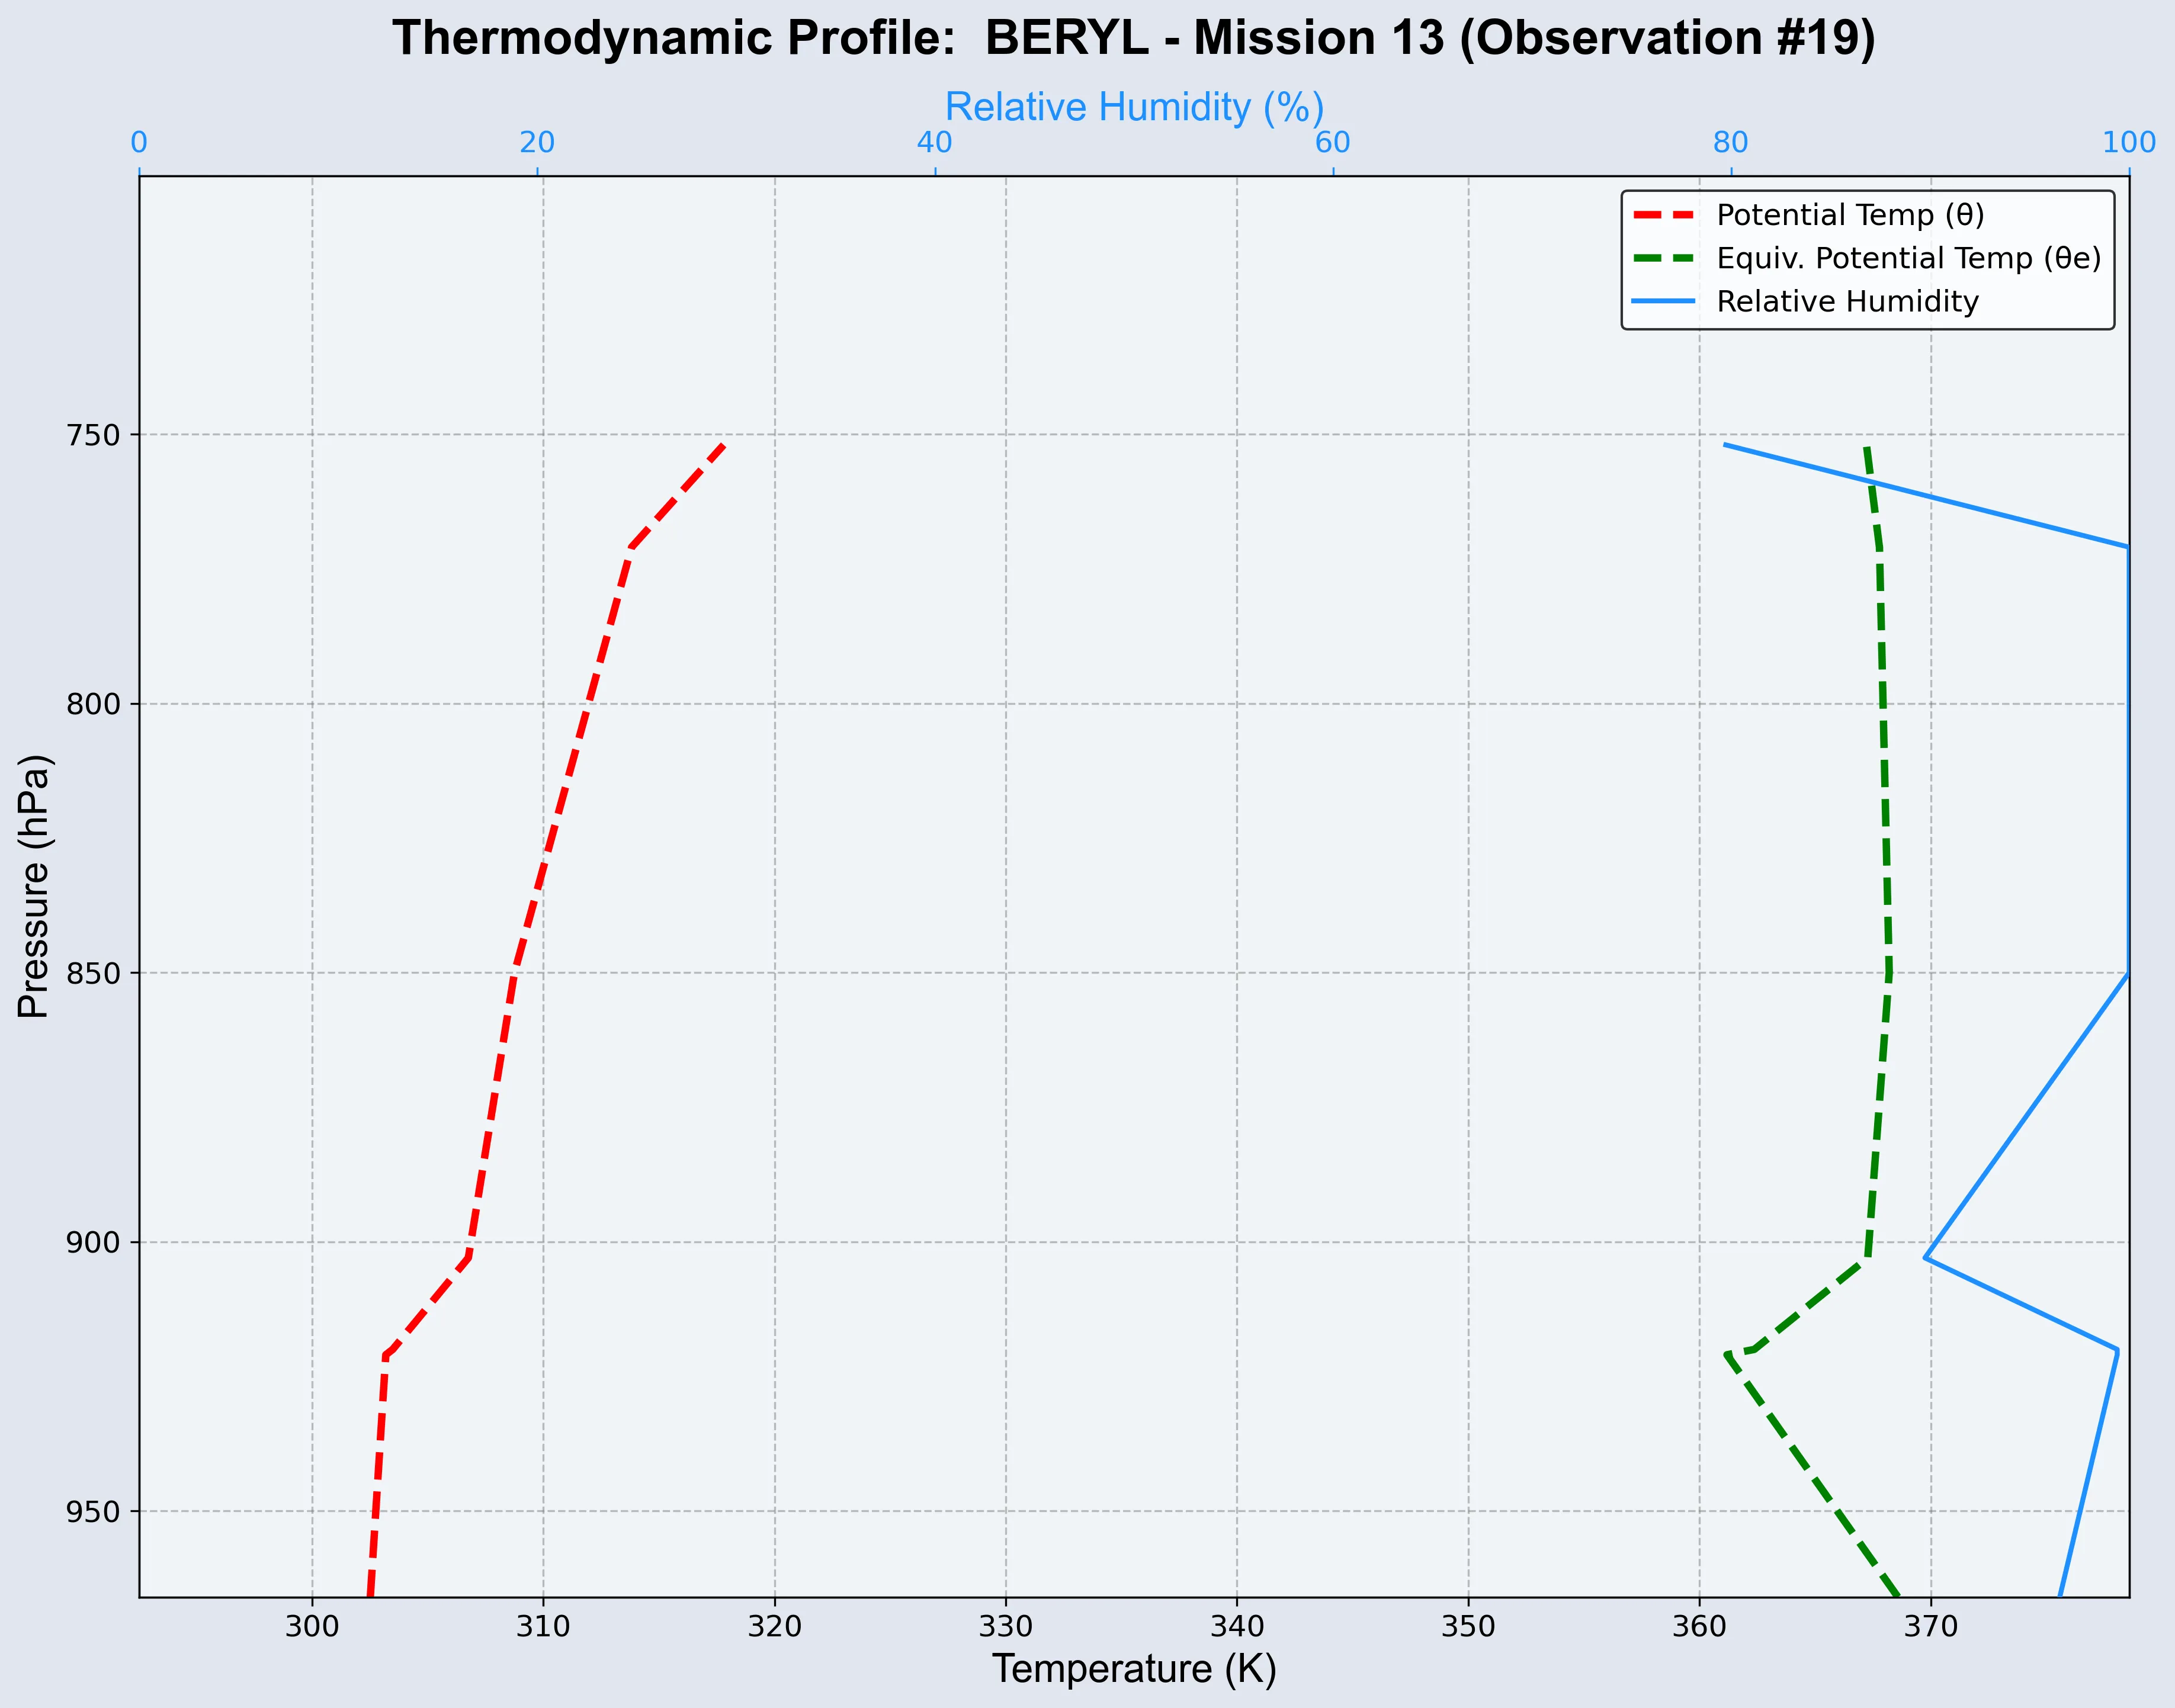 Thermodynamic Profile:  BERYL - Mission 13 (Observation #19)
Relative Humidity (%)
0 20 40 60 80 100
Potential Temp (θ)
Equiv. Potential Temp (θe)
Relative Humidity
750
800
850
900
950
Pressure (hPa)
300 310 320 330 340 350 360 370
Temperature (K)